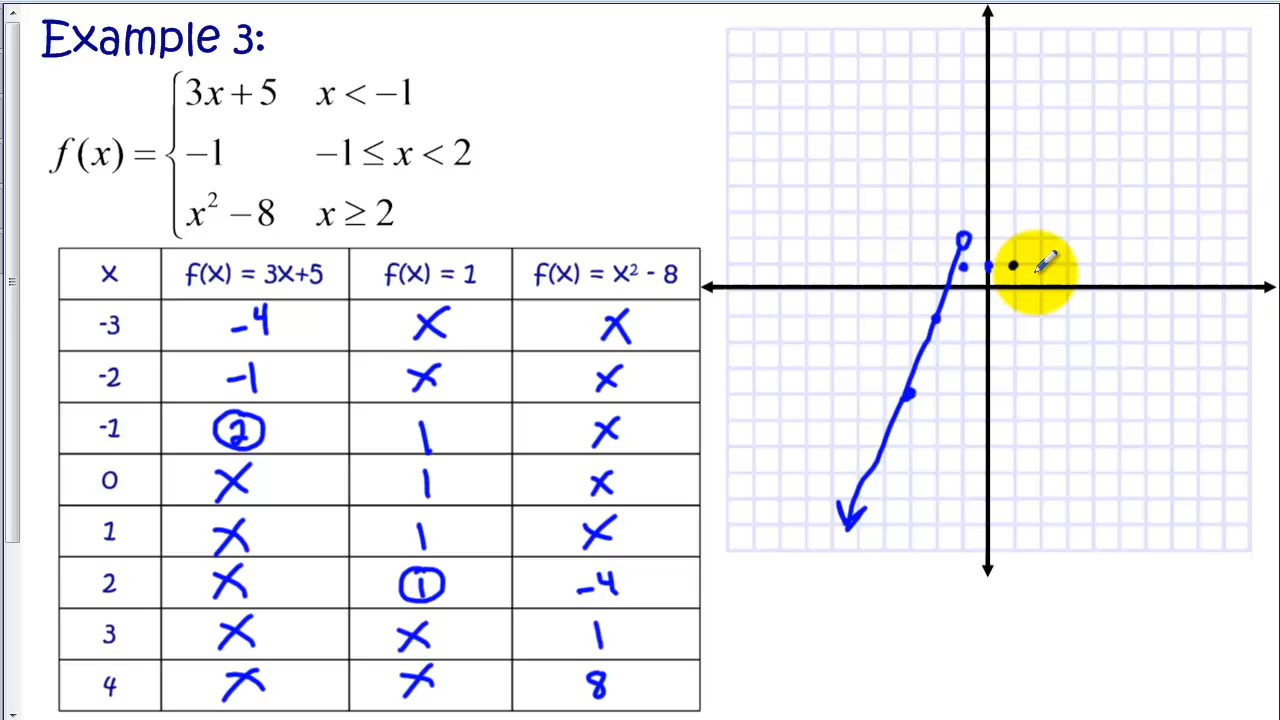 Example 3:
f(x) = { 3x + 5 x < −1
−1 −1 ≤ x < 2
x² − 8 x ≥ 2
x f(x) = 3x+5 f(x) = 1 f(x) = x² - 8
-3 -4 x x
-2 -1 x x
-1 2 1 x
0 x 1 x
1 x 1 x
2 x 1 -4
3 x x 1
4 x x 8